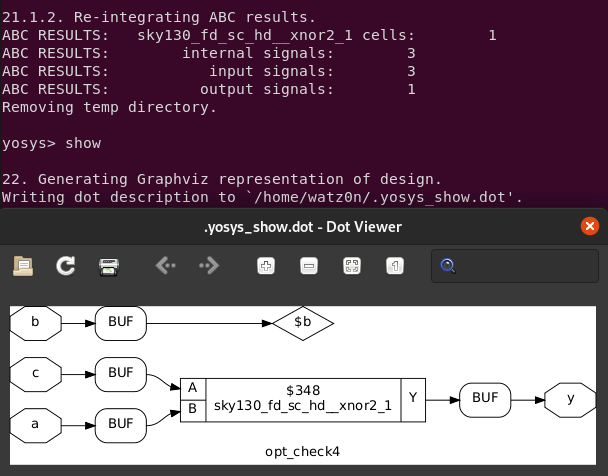 21.1.2. Re-integrating ABC results.
ABC RESULTS:   sky130_fd_sc_hd__xnor2_1 cells:        1
ABC RESULTS:        internal signals:        3
ABC RESULTS:           input signals:        3
ABC RESULTS:          output signals:        1
Removing temp directory.
yosys> show
22. Generating Graphviz representation of design.
Writing dot description to `/home/watz0n/.yosys_show.dot'.
.yosys_show.dot - Dot Viewer
b BUF $b
c BUF
A $348 Y
B sky130_fd_sc_hd__xnor2_1
BUF y
a BUF
opt_check4